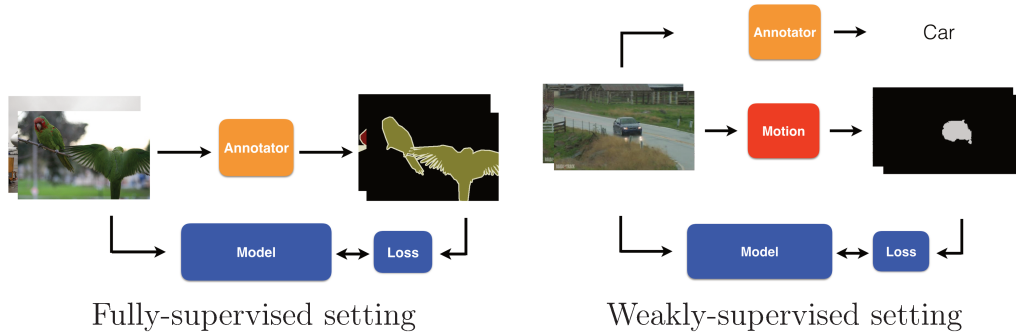 Annotator
Model
Loss
Fully-supervised setting
Annotator
Car
Motion
Model
Loss
Weakly-supervised setting